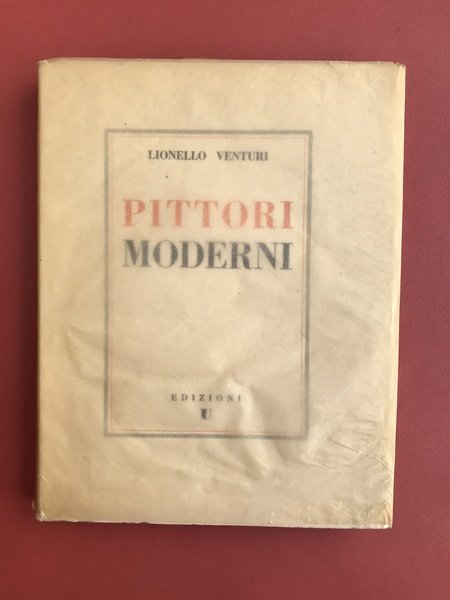 LIONELLO VENTURI
PITTORI
MODERNI
EDIZIONI
U